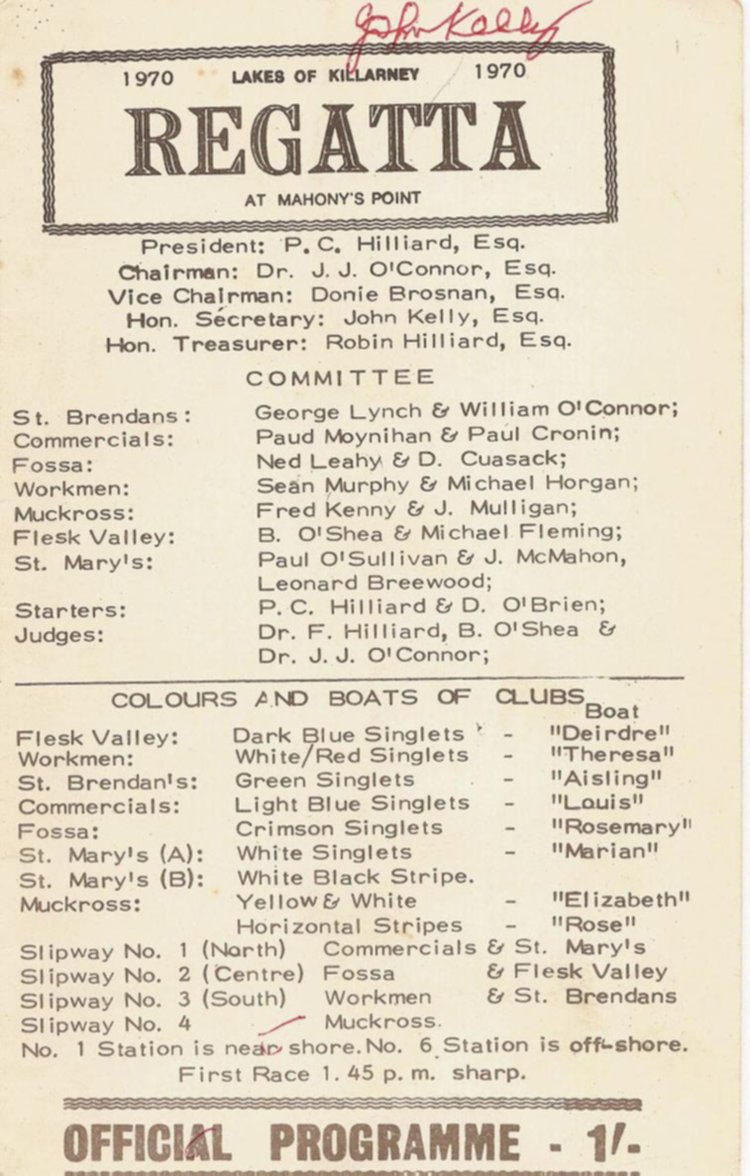 John Kelly
1970 LAKES OF KILLARNEY 1970
REGATTA
AT MAHONY'S POINT
President: P.C. Hilliard, Esq.
Chairman: Dr. J.J. O'Connor, Esq.
Vice Chairman: Donie Brosnan, Esq.
Hon. Sécretary: John Kelly, Esq.
Hon. Treasurer: Robin Hilliard, Esq.
COMMITTEE
St. Brendans: George Lynch & William O'Connor;
Commercials: Paud Moynihan & Paul Cronin;
Fossa: Ned Leahy & D. Cuasack;
Workmen: Sean Murphy & Michael Horgan;
Muckross: Fred Kenny & J. Mulligan;
Flesk Valley: B. O'Shea & Michael Fleming;
St. Mary's: Paul O'Sullivan & J. McMahon,
Leonard Breewood;
Starters: P.C. Hilliard & D. O'Brien;
Judges: Dr. F. Hilliard, B. O'Shea &
Dr. J.J. O'Connor;
COLOURS AND BOATS OF CLUBS
Boat
Flesk Valley: Dark Blue Singlets - "Deirdre"
Workmen: White/Red Singlets - "Theresa"
St. Brendan's: Green Singlets - "Aisling"
Commercials: Light Blue Singlets - "Louis"
Fossa: Crimson Singlets - "Rosemary"
St. Mary's (A): White Singlets - "Marian"
St. Mary's (B): White Black Stripe.
Muckross: Yellow & White - "Elizabeth"
Horizontal Stripes - "Rose"
Slipway No. 1 (North) Commercials & St. Mary's
Slipway No. 2 (Centre) Fossa & Flesk Valley
Slipway No. 3 (South) Workmen & St. Brendans
Slipway No. 4 Muckross.
No. 1 Station is near shore. No. 6 Station is off-shore.
First Race 1.45 p.m. sharp.
OFFICIAL PROGRAMME - 1/-